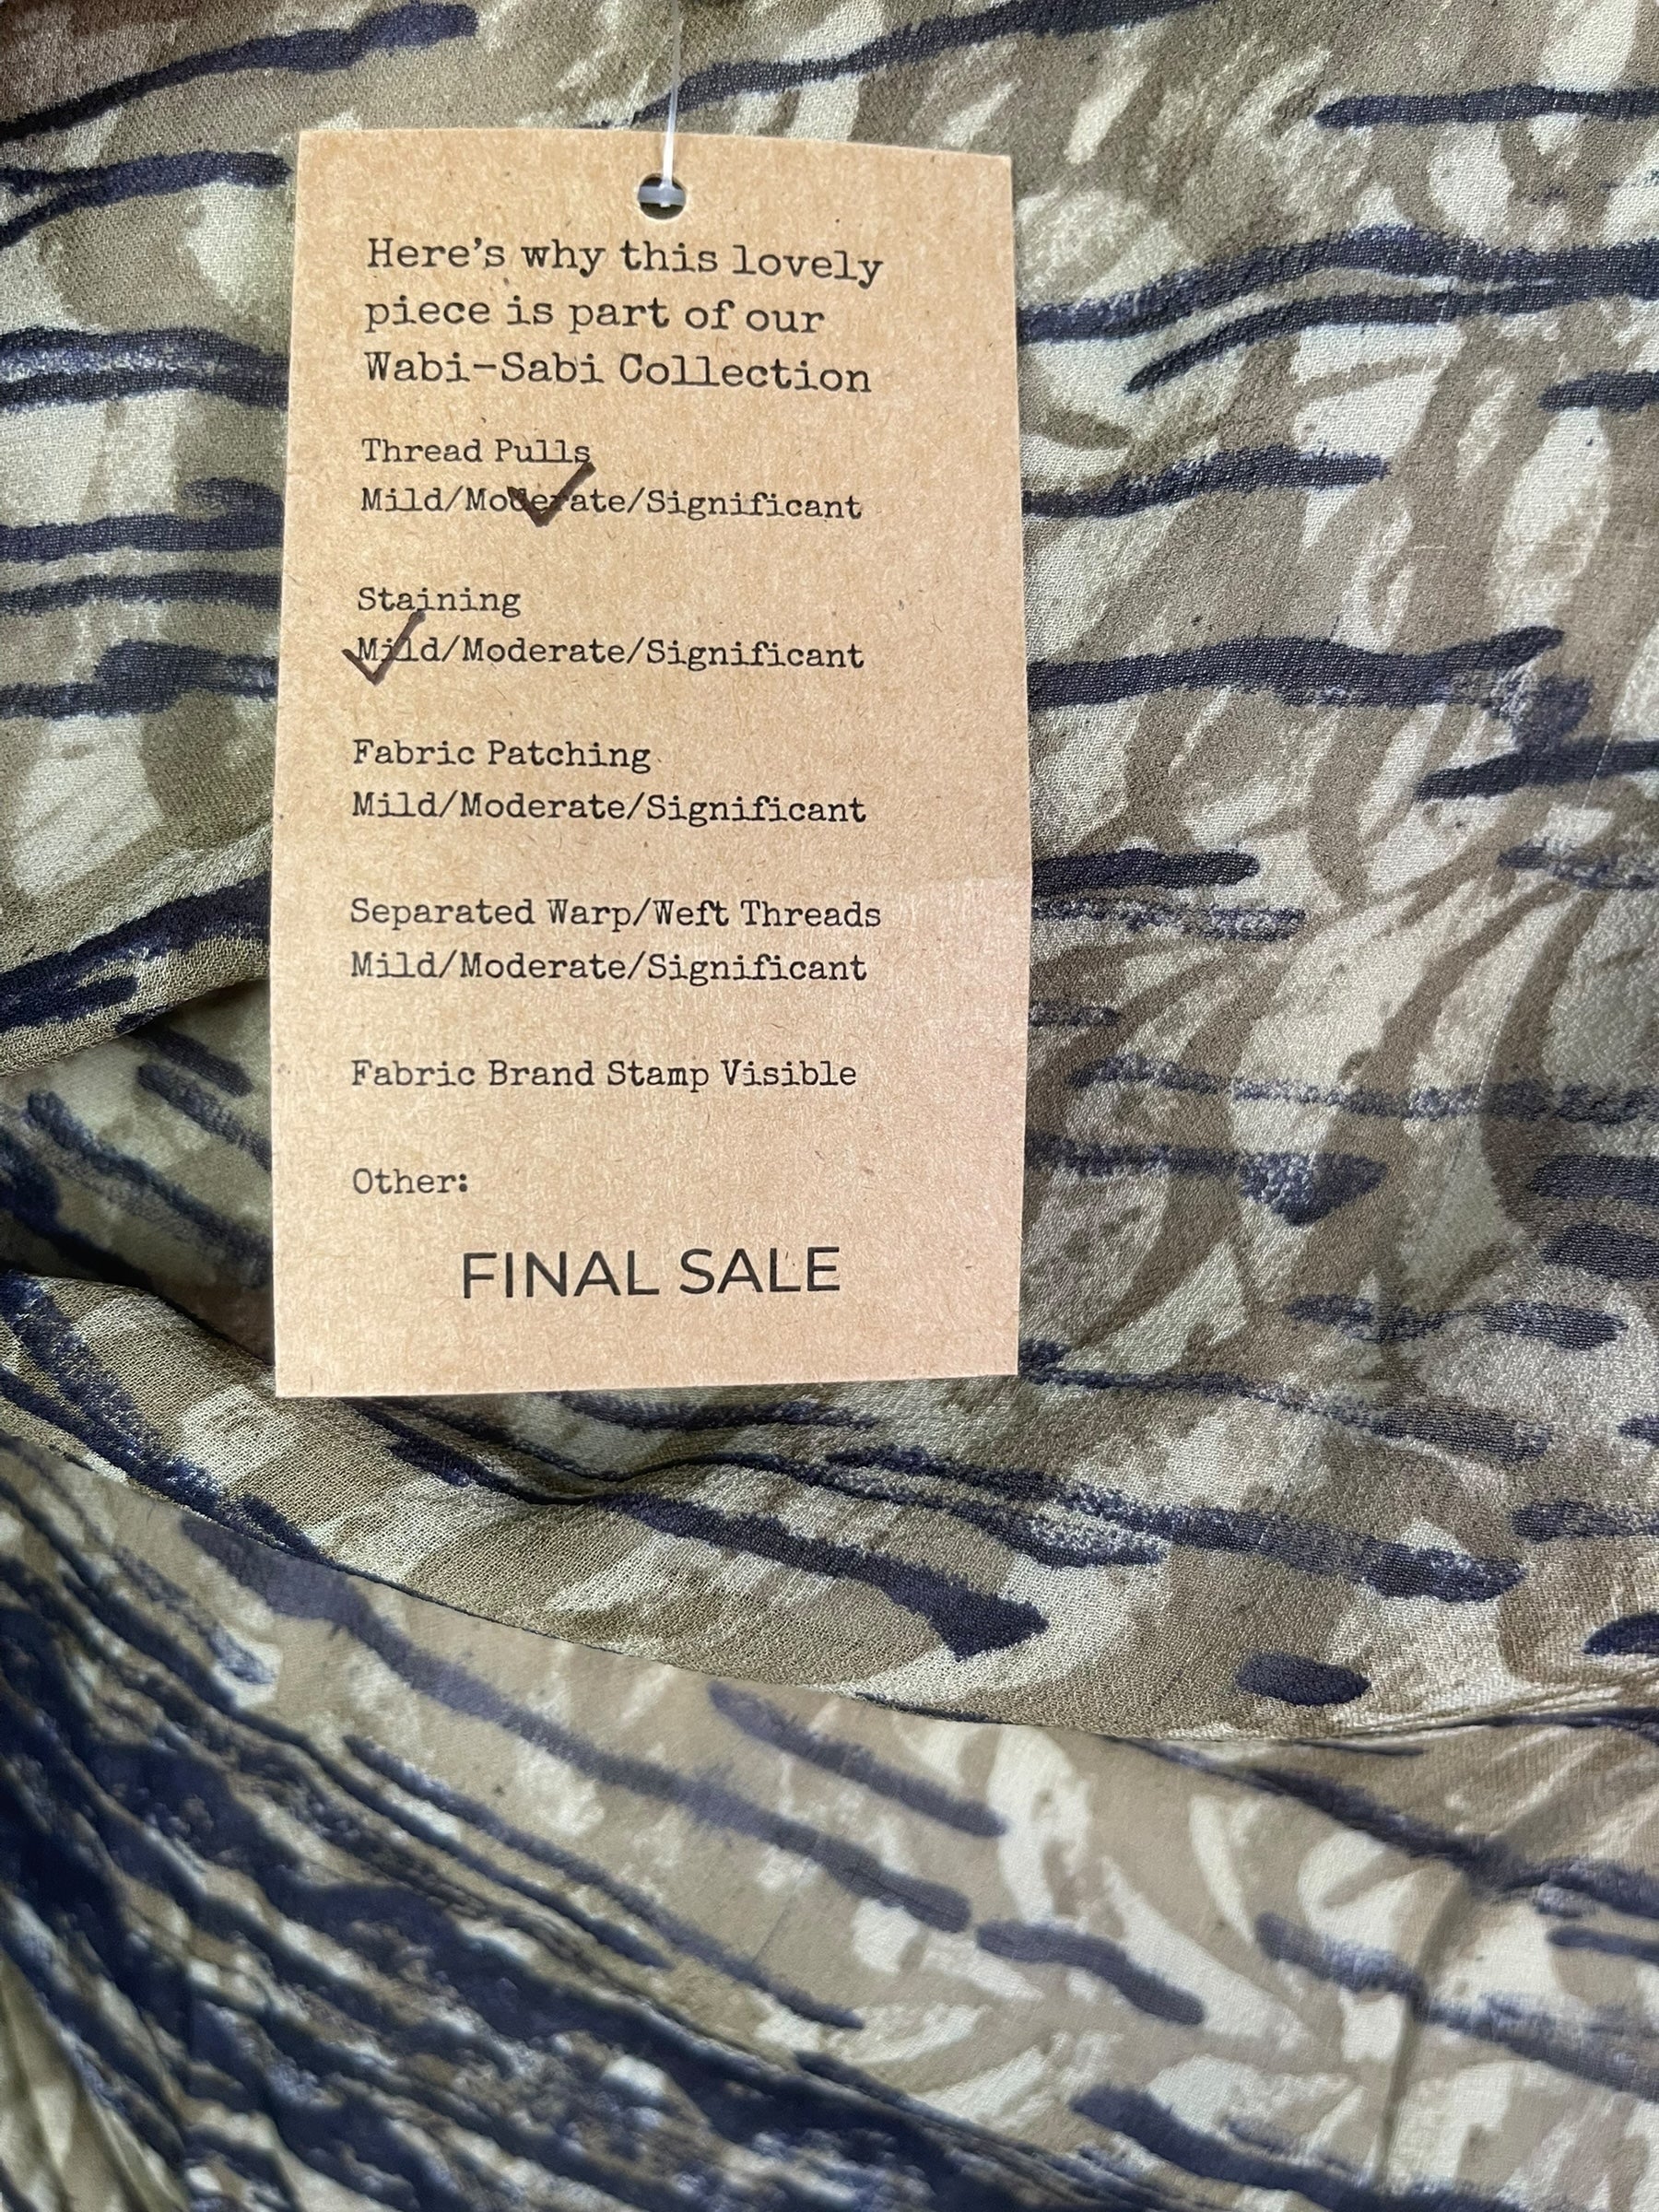 Here's why this lovely
piece is part of our
Wabi-Sabi Collection
Thread Pulls
Mild/Moderate/Significant
Staining
Mild/Moderate/Significant
Fabric Patching
Mild/Moderate/Significant
Separated Warp/Weft Threads
Mild/Moderate/Significant
Fabric Brand Stamp Visible
Other:
FINAL SALE